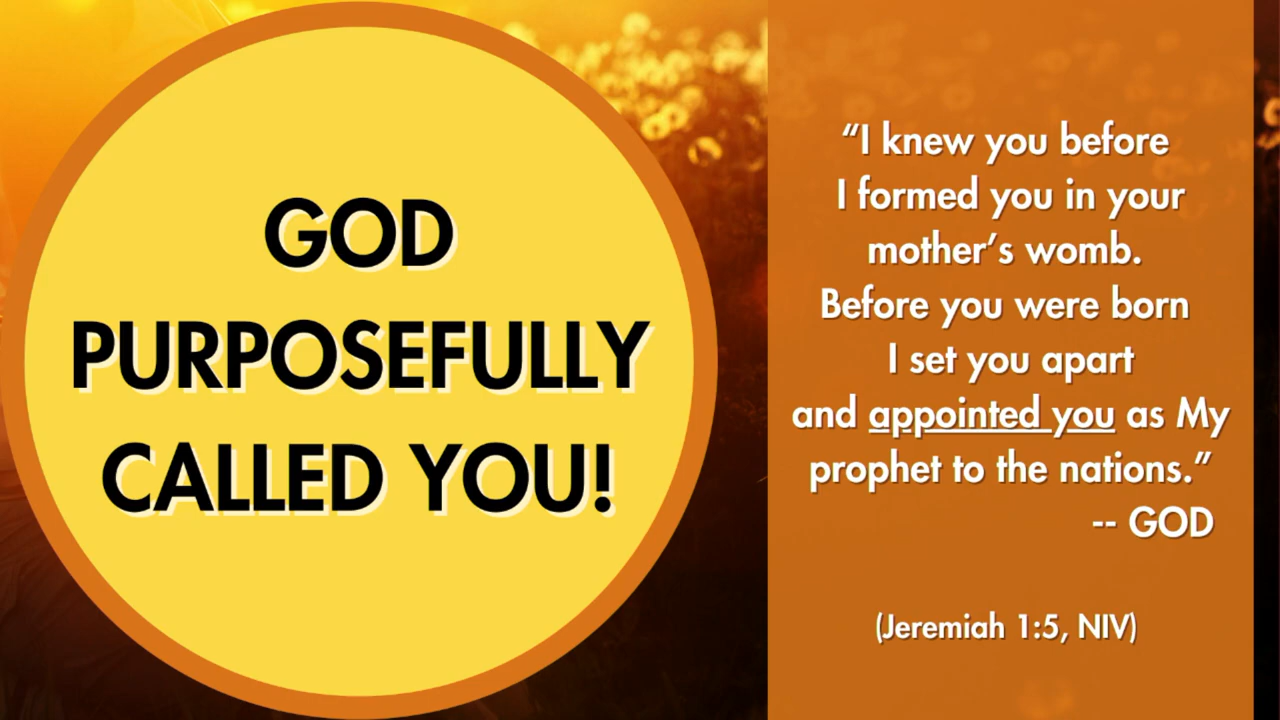 GOD
PURPOSEFULLY
CALLED YOU!
“I knew you before
I formed you in your
mother’s womb.
Before you were born
I set you apart
and appointed you as My
prophet to the nations.”
-- GOD
(Jeremiah 1:5, NIV)